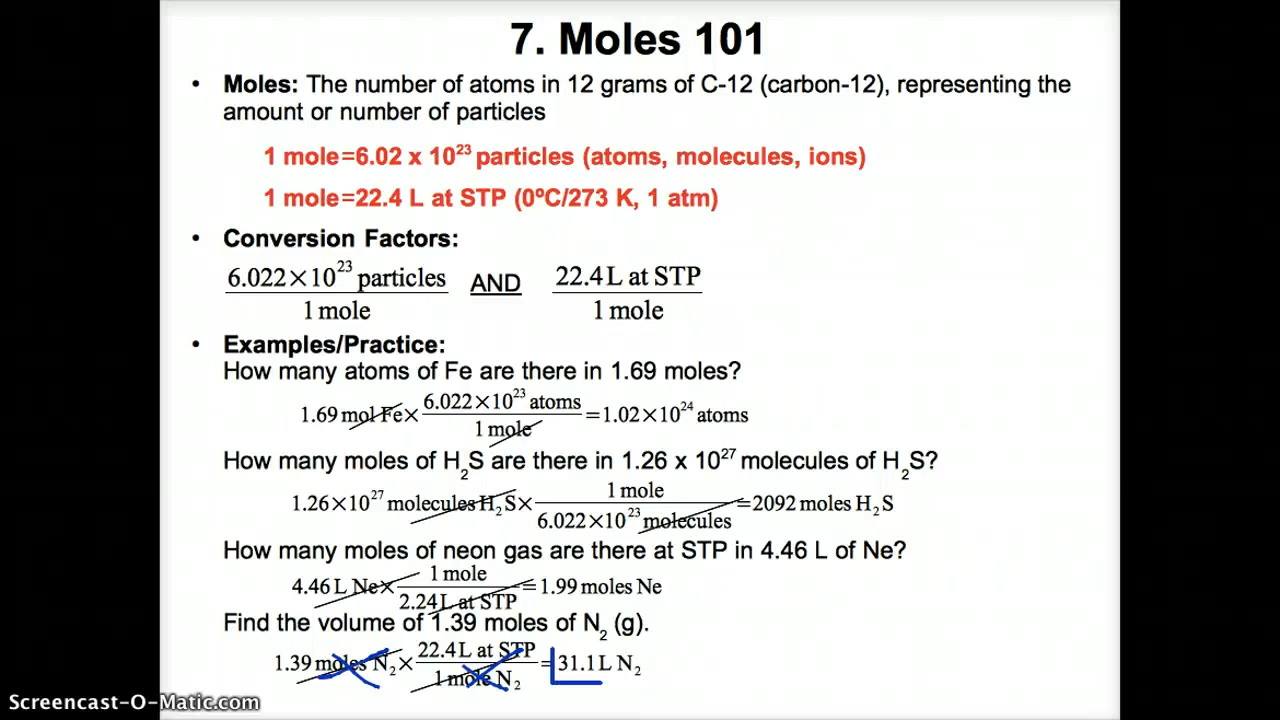 7. Moles 101
• Moles: The number of atoms in 12 grams of C-12 (carbon-12), representing the
amount or number of particles
1 mole=6.02 x 10²³ particles (atoms, molecules, ions)
1 mole=22.4 L at STP (0ºC/273 K, 1 atm)
• Conversion Factors:
6.022×10²³ particles / 1 mole AND 22.4 L at STP / 1 mole
• Examples/Practice:
How many atoms of Fe are there in 1.69 moles?
1.69 mol Fe × 6.022×10²³ atoms / 1 mole = 1.02×10²⁴ atoms
How many moles of H₂S are there in 1.26 x 10²⁷ molecules of H₂S?
1.26×10²⁷ molecules H₂S × 1 mole / 6.022×10²³ molecules = 2092 moles H₂S
How many moles of neon gas are there at STP in 4.46 L of Ne?
4.46 L Ne × 1 mole / 2.24 L at STP = 1.99 moles Ne
Find the volume of 1.39 moles of N₂ (g).
1.39 moles N₂ × 22.4 L at STP / 1 mole N₂ = 31.1 L N₂
Screencast-O-Matic.com